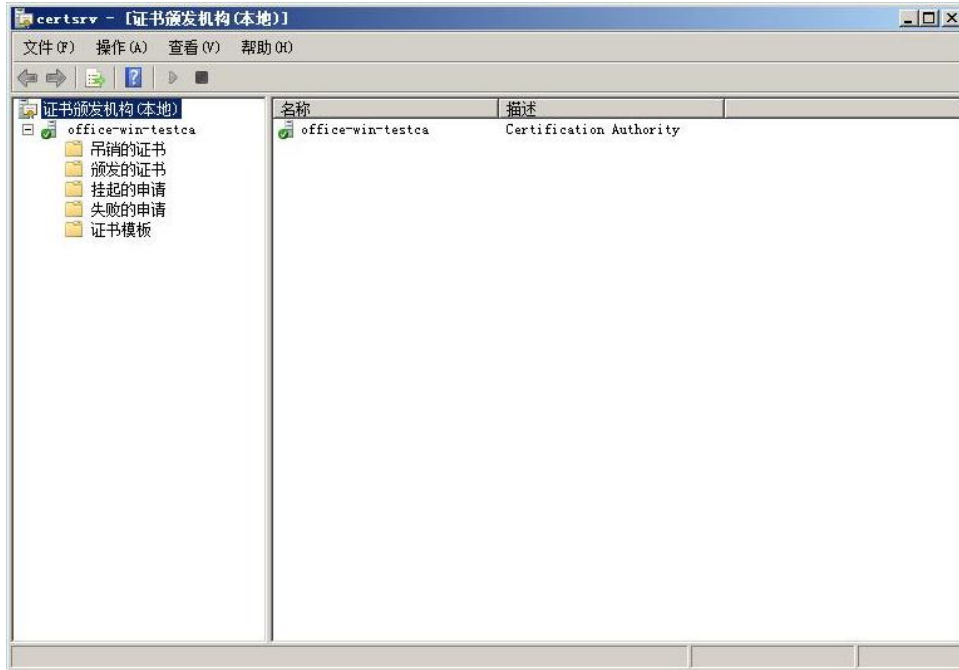 certsrv - [证书颁发机构(本地)]
文件(F) 操作(A) 查看(V) 帮助(H)
证书颁发机构(本地)
office-win-testca
吊销的证书
颁发的证书
挂起的申请
失败的申请
证书模板
名称 描述
office-win-testca Certification Authority